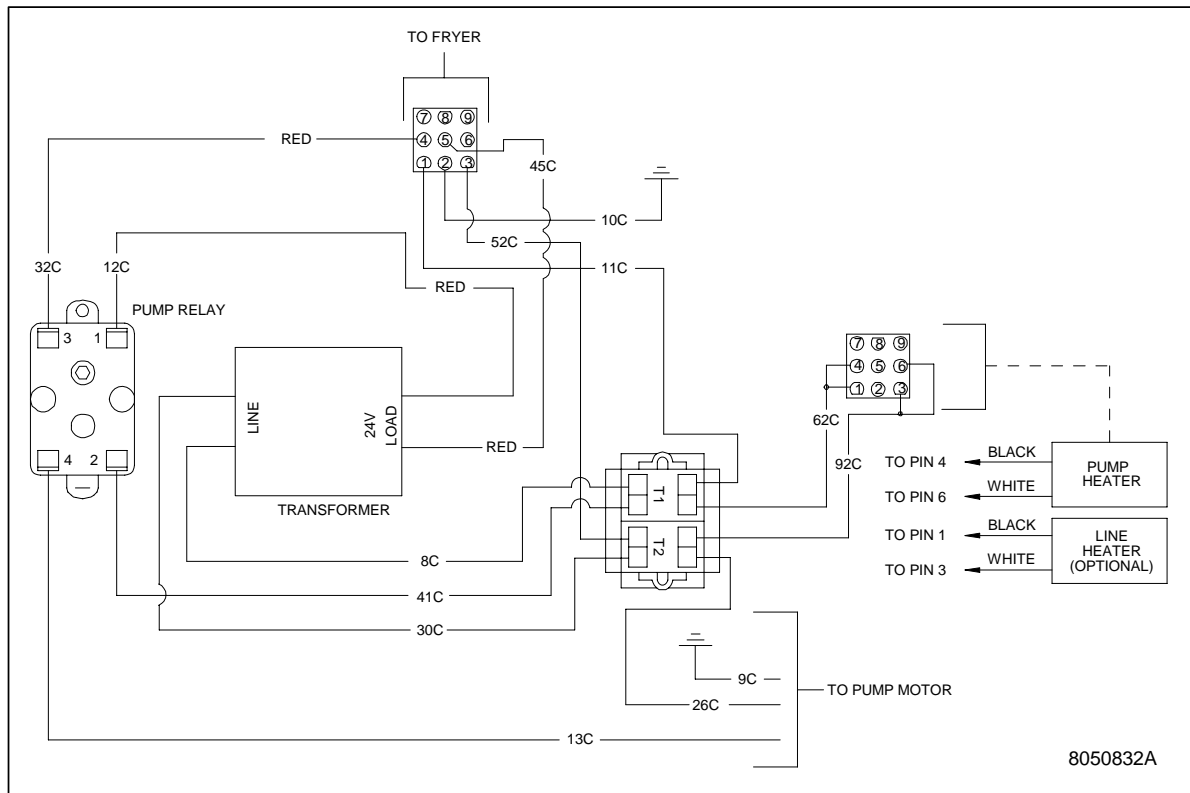 TO FRYER
7 8 9
4 5 6
1 2 3
RED
45C
10C
52C
11C
32C
12C
RED
PUMP RELAY
3 1
4 2
LINE
24V
LOAD
RED
TRANSFORMER
T1
T2
7 8 9
4 5 6
1 2 3
62C
92C
TO PIN 4
BLACK
TO PIN 6
WHITE
PUMP
HEATER
TO PIN 1
BLACK
TO PIN 3
WHITE
LINE
HEATER
(OPTIONAL)
8C
41C
30C
9C
26C
13C
TO PUMP MOTOR
8050832A